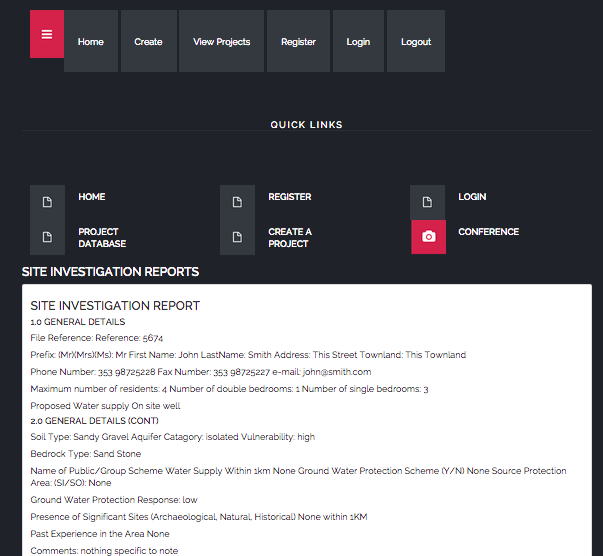 Home Create View Projects Register Login Logout
QUICK LINKS
HOME REGISTER LOGIN
PROJECT DATABASE CREATE A PROJECT CONFERENCE
SITE INVESTIGATION REPORTS
SITE INVESTIGATION REPORT
1.0 GENERAL DETAILS
File Reference: Reference: 5674
Prefix: (Mr)(Mrs)(Ms): Mr First Name: John LastName: Smith Address: This Street Townland: This Townland
Phone Number: 353 98725228 Fax Number: 353 98725227 e-mail: john@smith.com
Maximum number of residents: 4 Number of double bedrooms: 1 Number of single bedrooms: 3
Proposed Water supply On site well
2.0 GENERAL DETAILS (CONT)
Soil Type: Sandy Gravel Aquifer Catagory: isolated Vulnerability: high
Bedrock Type: Sand Stone
Name of Public/Group Scheme Water Supply Within 1km None Ground Water Protection Scheme (Y/N) None Source Protection
Area: (SI/SO): None
Ground Water Protection Response: low
Presence of Significant Sites (Archaeological, Natural, Historical) None within 1KM
Past Experience in the Area None
Comments: nothing specific to note